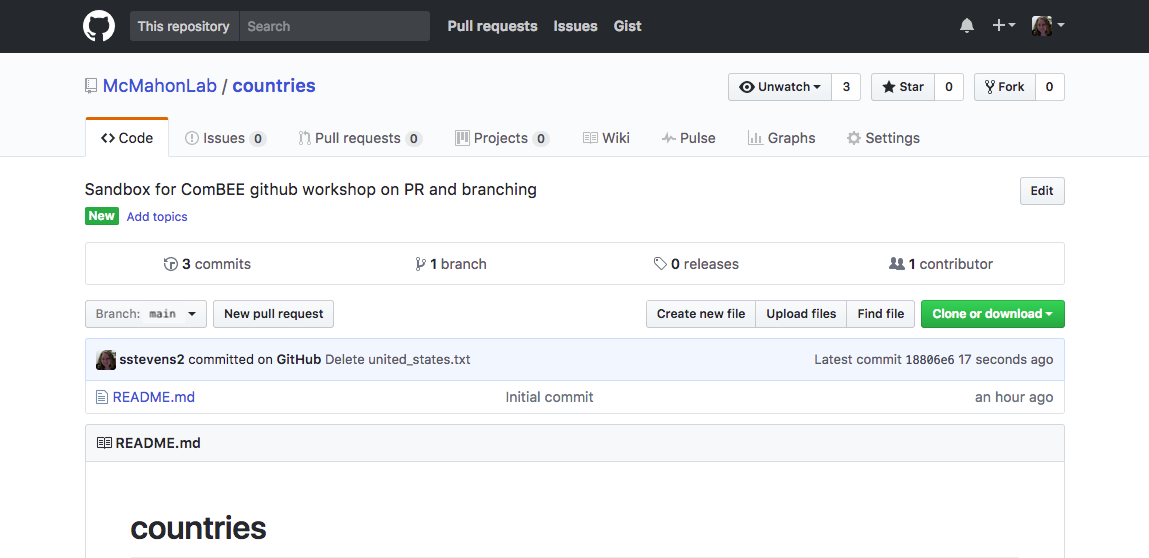 This repository Search Pull requests Issues Gist
McMahonLab / countries Unwatch 3 Star 0 Fork 0
Code Issues 0 Pull requests 0 Projects 0 Wiki Pulse Graphs Settings
Sandbox for ComBEE github workshop on PR and branching Edit
New Add topics
3 commits 1 branch 0 releases 1 contributor
Branch: main New pull request Create new file Upload files Find file Clone or download
sstevens2 committed on GitHub Delete united_states.txt Latest commit 18806e6 17 seconds ago
README.md Initial commit an hour ago
README.md
countries